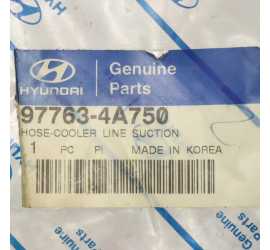 HYUNDAI
Genuine
Parts
97763-4A750
HOSE-COOLER LINE SUCTION
1 PC / PI MADE IN KOREA